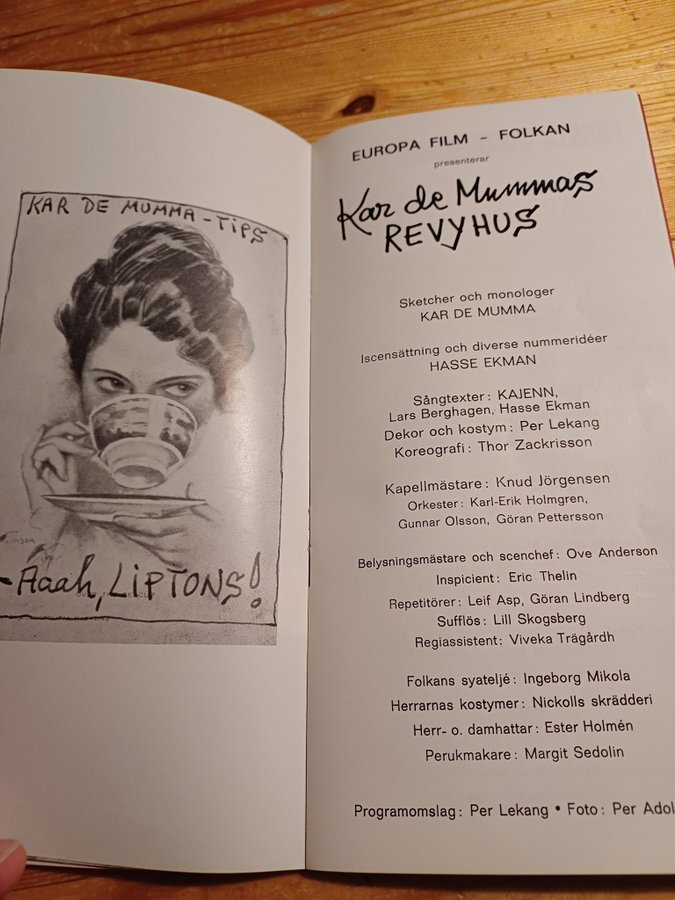 KAR DE MUMMA-TIPS
-Aaah, LIPTONS!
EUROPA FILM - FOLKAN
presenterar
Kar de Mummas
REVYHUS
Sketcher och monologer
KAR DE MUMMA
Iscensättning och diverse nummeridéer
HASSE EKMAN
Sångtexter: KAJENN,
Lars Berghagen, Hasse Ekman
Dekor och kostym: Per Lekang
Koreografi: Thor Zackrisson
Kapellmästare: Knud Jörgensen
Orkester: Karl-Erik Holmgren,
Gunnar Olsson, Göran Pettersson
Belysningsmästare och scenchef: Ove Anderson
Inspicient: Eric Thelin
Repetitörer: Leif Asp, Göran Lindberg
Sufflös: Lill Skogsberg
Regiassistent: Viveka Trägårdh
Folkans syateljé: Ingeborg Mikola
Herrarnas kostymer: Nickolls skrädderi
Herr- o. damhattar: Ester Holmén
Perukmakare: Margit Sedolin
Programomslag: Per Lekang • Foto: Per Adol